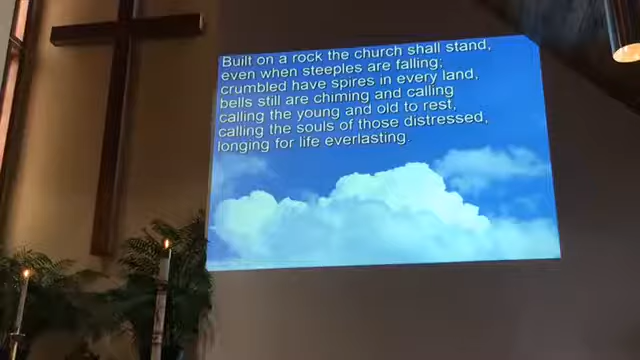 Built on a rock the church shall stand,
even when steeples are falling;
crumbled have spires in every land,
bells still are chiming and calling
calling the young and old to rest,
calling the souls of those distressed,
longing for life everlasting.